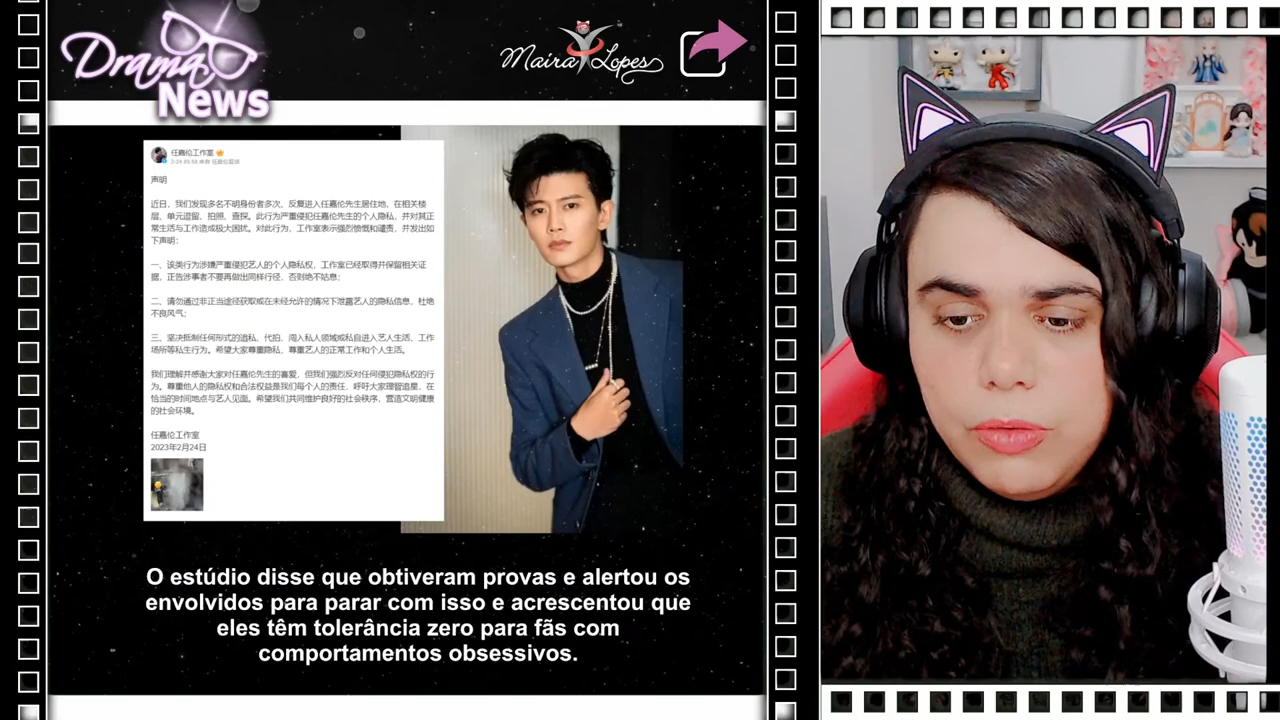 Drama
News
Maira Lopes
任嘉伦工作室
声明
近日，我们发现多名不明身份者多次，反复进入任嘉伦先生居住地，在相关楼
层、单元逗留、拍照、查探。此行为严重侵犯任嘉伦先生的个人隐私，并对其正
常生活与工作造成极大困扰。对此行为，工作室表示强烈愤慨和谴责，并发出如
下声明：
一、该类行为涉嫌严重侵犯艺人的个人隐私权，工作室已经取得并保留相关证
据，正告涉事者不要再做出同样行径，否则绝不姑息；
二、请勿通过非正当途径获取或在未经允许的情况下泄露艺人的隐私信息，杜绝
不良风气；
三、坚决抵制任何形式的追私、代拍、闯入私人领域或私自进入艺人生活、工作
场所等私生行为。希望大家尊重隐私，尊重艺人的正常工作和个人生活。
我们理解并感谢大家对任嘉伦先生的喜爱，但我们强烈反对任何侵犯隐私权的行
为。尊重他人的隐私权和合法权益是我们每个人的责任，呼吁大家理智追星，在
恰当的时间地点与艺人见面。希望我们共同维护良好的社会秩序，营造文明健康
的社会环境。
任嘉伦工作室
2023年2月24日
O estúdio disse que obtiveram provas e alertou os
envolvidos para parar com isso e acrescentou que
eles têm tolerância zero para fãs com
comportamentos obsessivos.